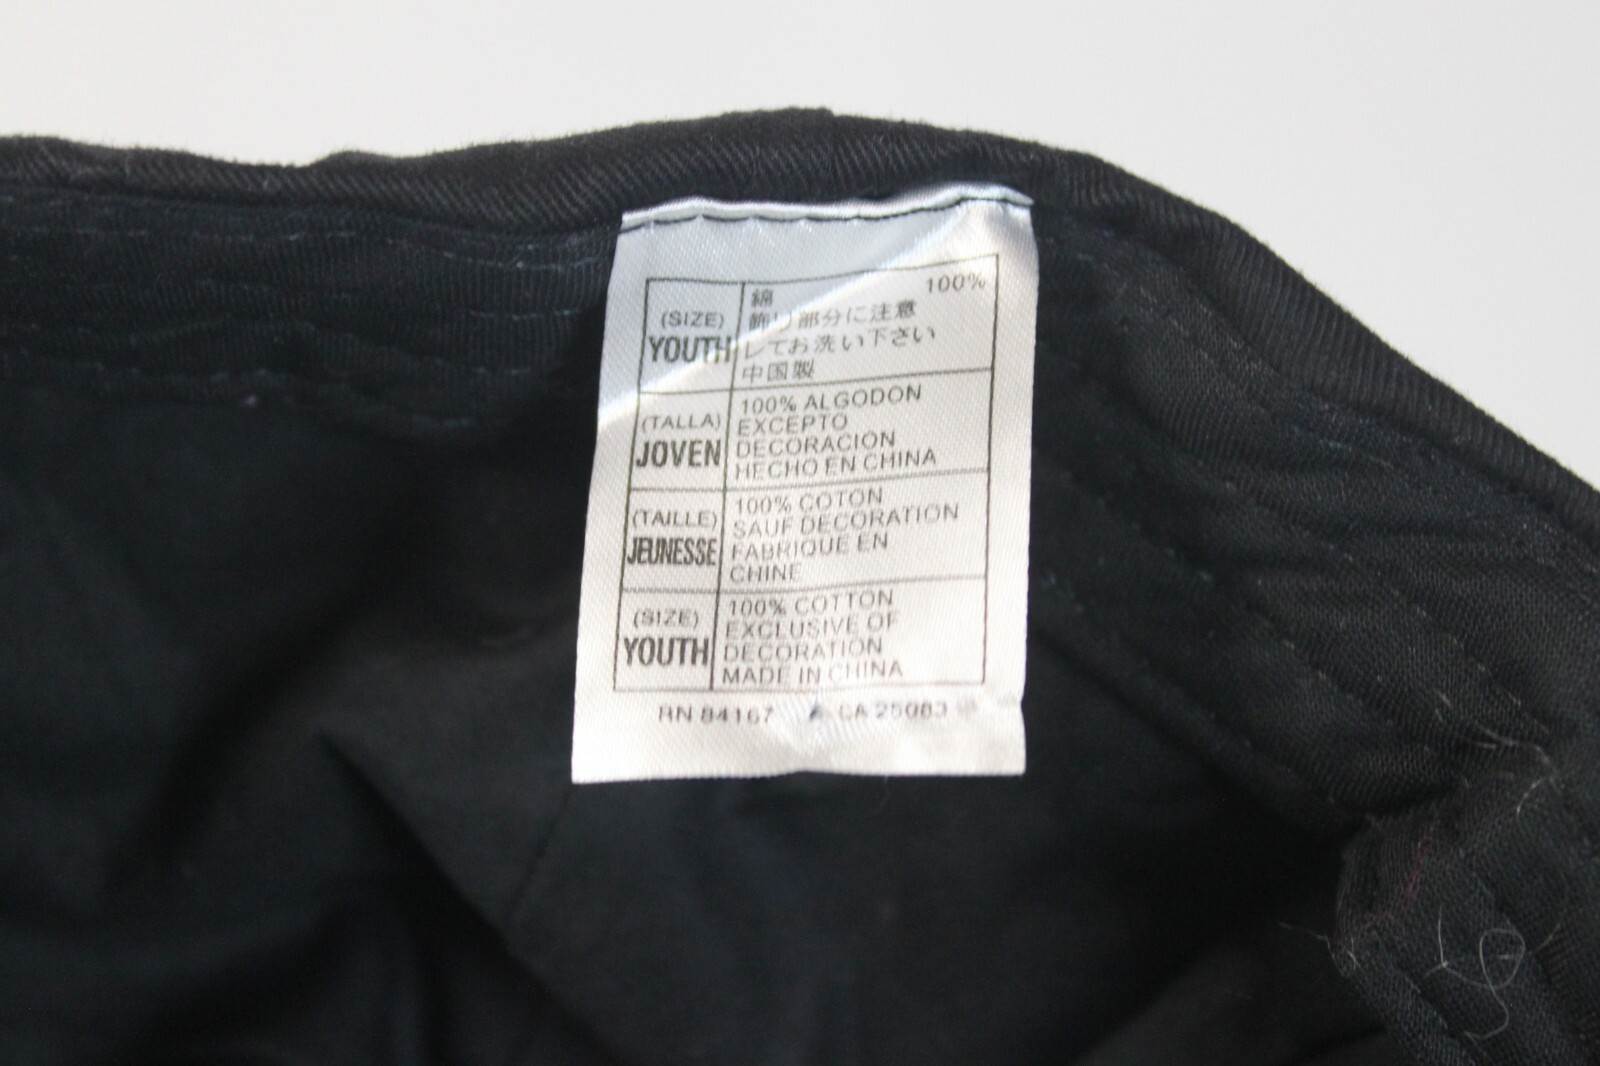 (SIZE)
YOUTH
綿 100%
飾り部分に注意
してお洗い下さい
中国製
(TALLA)
JOVEN
100% ALGODON
EXCEPTO
DECORACION
HECHO EN CHINA
(TAILLE)
JEUNESSE
100% COTON
SAUF DECORATION
FABRIQUE EN
CHINE
(SIZE)
YOUTH
100% COTTON
EXCLUSIVE OF
DECORATION
MADE IN CHINA
RN 84167 CA 25083